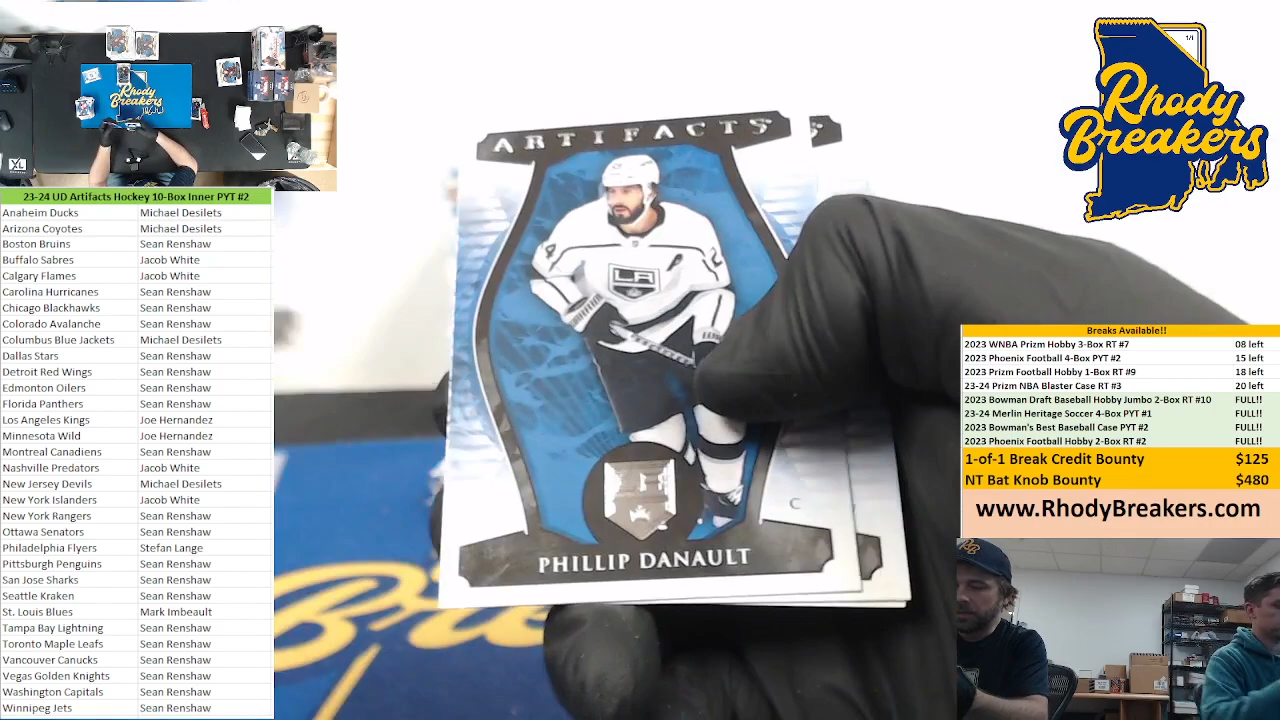 Rhody
Breakers
XL
23-24 UD Artifacts Hockey 10-Box Inner PYT #2
Anaheim Ducks Michael Desilets
Arizona Coyotes Michael Desilets
Boston Bruins Sean Renshaw
Buffalo Sabres Jacob White
Calgary Flames Jacob White
Carolina Hurricanes Sean Renshaw
Chicago Blackhawks Sean Renshaw
Colorado Avalanche Sean Renshaw
Columbus Blue Jackets Michael Desilets
Dallas Stars Sean Renshaw
Detroit Red Wings Sean Renshaw
Edmonton Oilers Sean Renshaw
Florida Panthers Sean Renshaw
Los Angeles Kings Joe Hernandez
Minnesota Wild Joe Hernandez
Montreal Canadiens Sean Renshaw
Nashville Predators Jacob White
New Jersey Devils Michael Desilets
New York Islanders Jacob White
New York Rangers Sean Renshaw
Ottawa Senators Sean Renshaw
Philadelphia Flyers Stefan Lange
Pittsburgh Penguins Sean Renshaw
San Jose Sharks Sean Renshaw
Seattle Kraken Sean Renshaw
St. Louis Blues Mark Imbeault
Tampa Bay Lightning Sean Renshaw
Toronto Maple Leafs Sean Renshaw
Vancouver Canucks Sean Renshaw
Vegas Golden Knights Sean Renshaw
Washington Capitals Sean Renshaw
Winnipeg Jets Sean Renshaw
ARTIFACTS
S
24
LA
A
C
PHILLIP DANAULT
1/1
Rhody
Breakers
Breaks Available!!
2023 WNBA Prizm Hobby 3-Box RT #7 08 left
2023 Phoenix Football 4-Box PYT #2 15 left
2023 Prizm Football Hobby 1-Box RT #9 18 left
23-24 Prizm NBA Blaster Case RT #3 20 left
2023 Bowman Draft Baseball Hobby Jumbo 2-Box RT #10 FULL!!
23-24 Merlin Heritage Soccer 4-Box PYT #1 FULL!!
2023 Bowman's Best Baseball Case PYT #2 FULL!!
2023 Phoenix Football Hobby 2-Box RT #2 FULL!!
1-of-1 Break Credit Bounty $125
NT Bat Knob Bounty $480
www.RhodyBreakers.com
RB